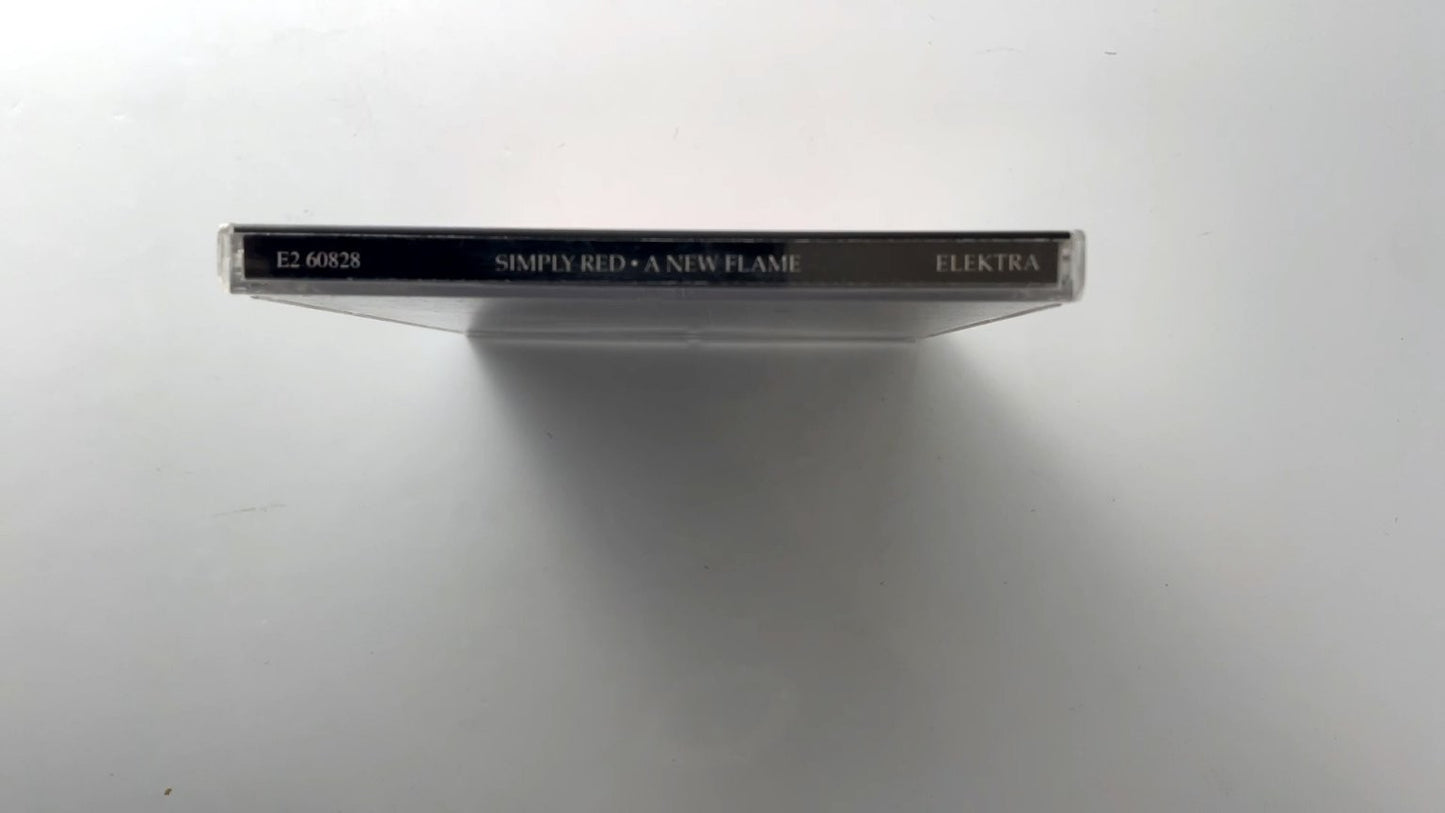 E2 60828 SIMPLY RED • A NEW FLAME ELEKTRA